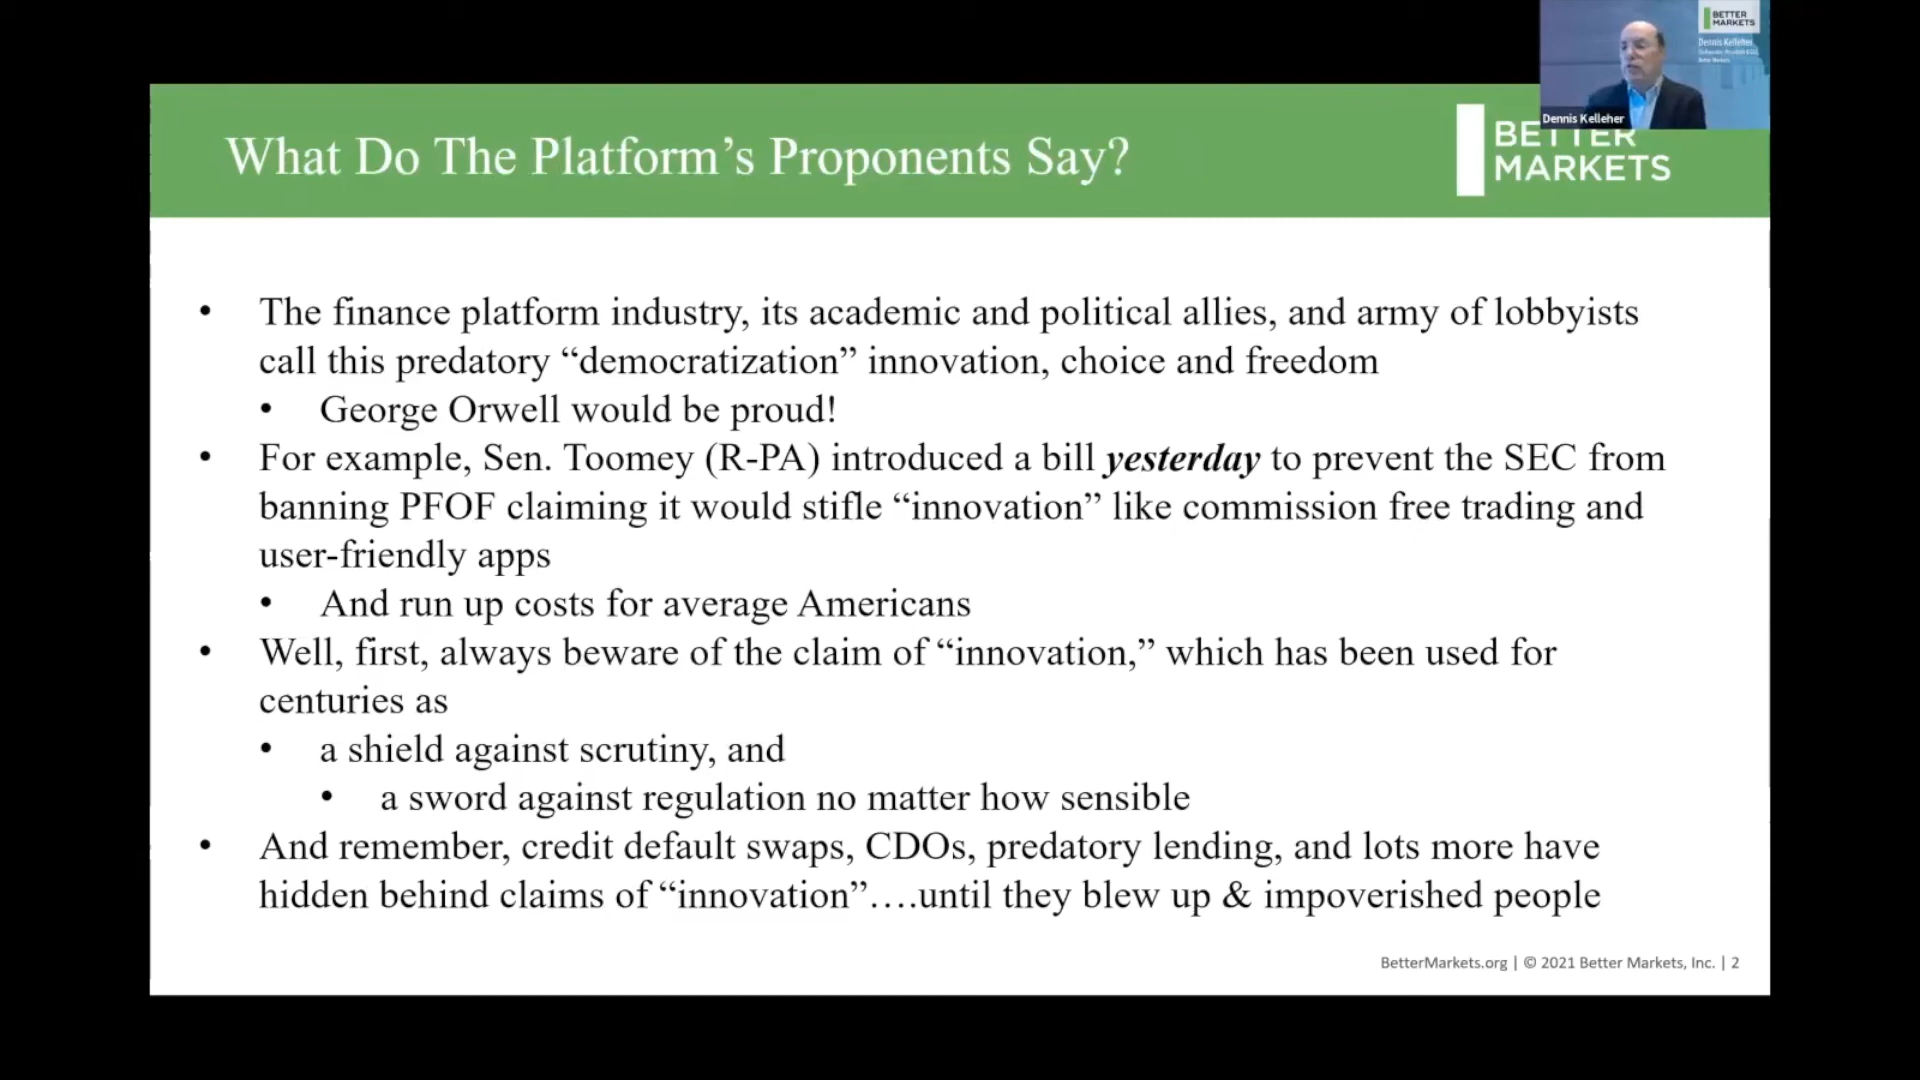 BETTER
MARKETS
Dennis Kelleher
Better Markets
Dennis Kelleher
What Do The Platform’s Proponents Say?
BETTER
MARKETS
• The finance platform industry, its academic and political allies, and army of lobbyists
call this predatory “democratization” innovation, choice and freedom
• George Orwell would be proud!
• For example, Sen. Toomey (R-PA) introduced a bill yesterday to prevent the SEC from
banning PFOF claiming it would stifle “innovation” like commission free trading and
user-friendly apps
• And run up costs for average Americans
• Well, first, always beware of the claim of “innovation,” which has been used for
centuries as
• a shield against scrutiny, and
• a sword against regulation no matter how sensible
• And remember, credit default swaps, CDOs, predatory lending, and lots more have
hidden behind claims of “innovation”….until they blew up & impoverished people
BetterMarkets.org | © 2021 Better Markets, Inc. | 2